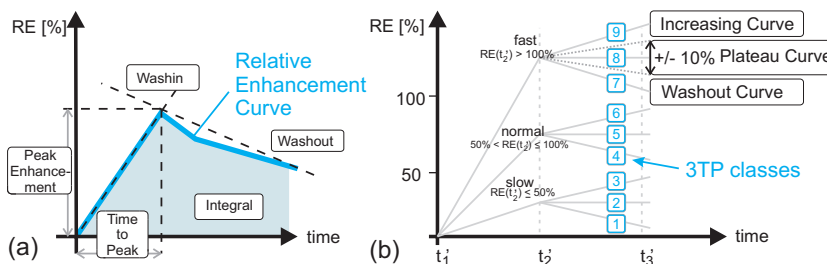 RE [%]
Washin
Relative
Enhancement
Curve
Washout
Peak
Enhance-
ment
Integral
Time to
Peak
time
(a)
RE [%]
100
50
fast
RE(t₂') > 100%
normal
50% < RE(t₂') ≤ 100%
slow
RE(t₂') ≤ 50%
9
8
7
6
5
4
3
2
1
Increasing Curve
+/- 10% Plateau Curve
Washout Curve
3TP classes
t₁'
t₂'
t₃'
time
(b)